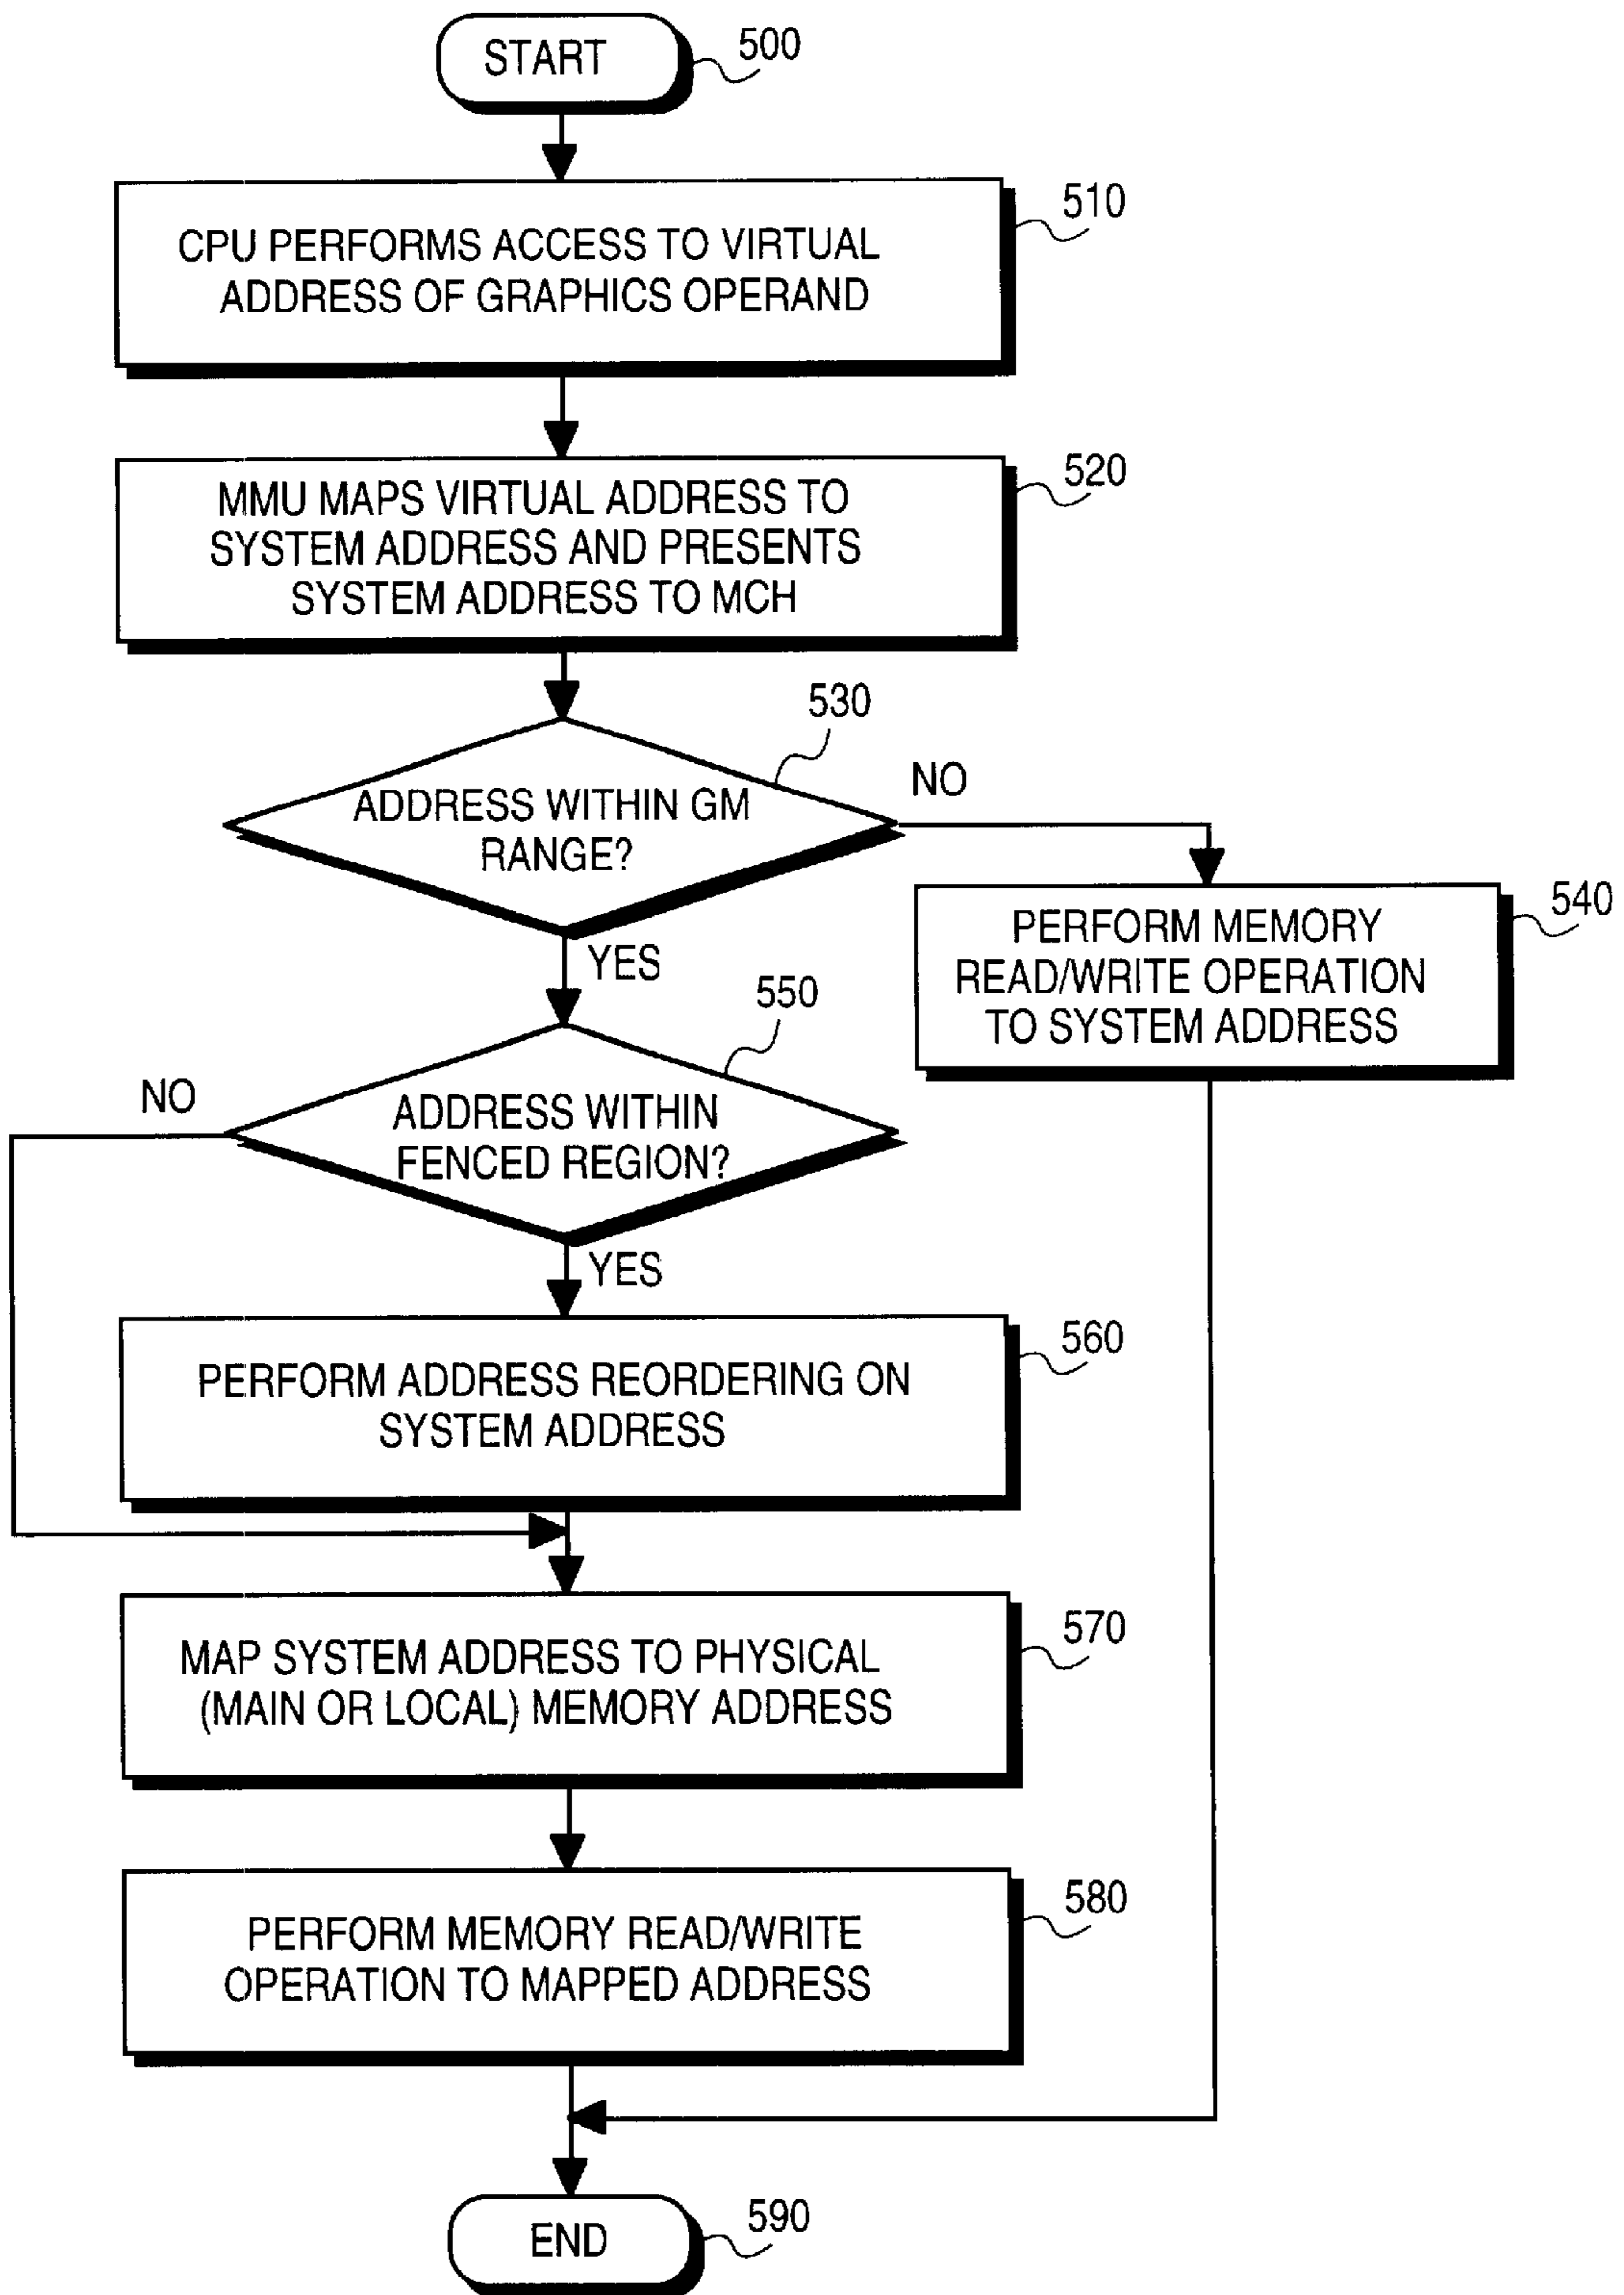 START
500
CPU PERFORMS ACCESS TO VIRTUAL
ADDRESS OF GRAPHICS OPERAND
510
MMU MAPS VIRTUAL ADDRESS TO
SYSTEM ADDRESS AND PRESENTS
SYSTEM ADDRESS TO MCH
520
ADDRESS WITHIN GM
RANGE?
530
NO
YES
PERFORM MEMORY
READ/WRITE OPERATION
TO SYSTEM ADDRESS
540
ADDRESS WITHIN
FENCED REGION?
550
NO
YES
PERFORM ADDRESS REORDERING ON
SYSTEM ADDRESS
560
MAP SYSTEM ADDRESS TO PHYSICAL
(MAIN OR LOCAL) MEMORY ADDRESS
570
PERFORM MEMORY READ/WRITE
OPERATION TO MAPPED ADDRESS
580
END
590